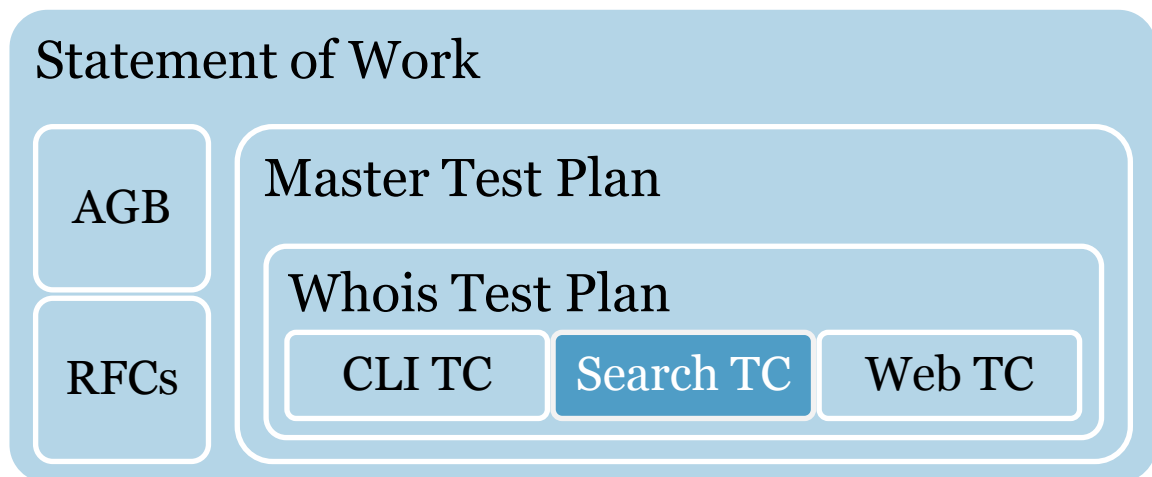 Statement of Work
AGB
RFCs
Master Test Plan
Whois Test Plan
CLI TC
Search TC
Web TC